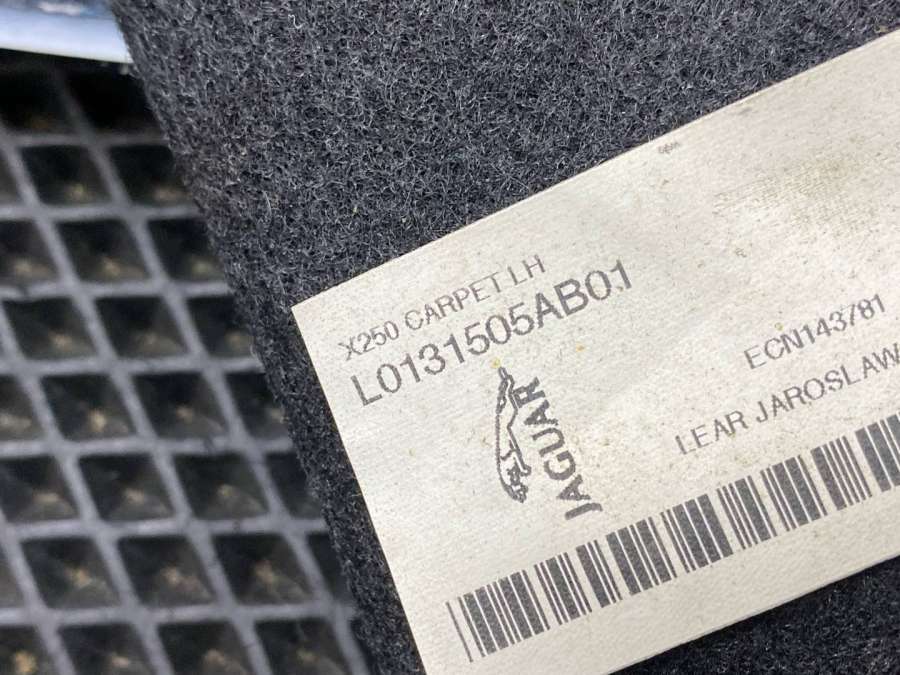 X250 CARPET LH
L0131505AB01
JAGUAR
ECN143781
LEAR JAROSLAW